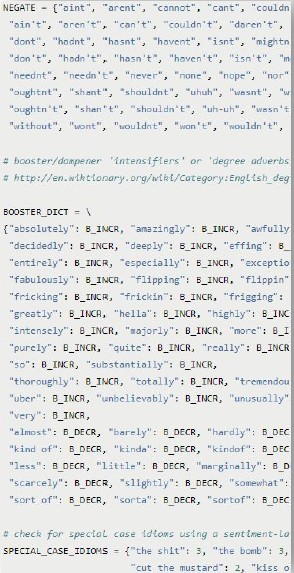 NEGATE = {"aint", "arent", "cannot", "cant", "couldn
"ain't", "aren't", "can't", "couldn't", "daren't",
"dont", "hadnt", "hasnt", "havent", "isnt", "mightn
"don't", "hadn't", "hasn't", "haven't", "isn't", "m
"neednt", "needn't", "never", "none", "nope", "nor"
"oughtnt", "shant", "shouldnt", "uhuh", "wasnt", "w
"oughtn't", "shan't", "shouldn't", "uh-uh", "wasn't
"without", "wont", "wouldnt", "won't", "wouldn't",
# booster/dampener 'intensifiers' or 'degree adverbs
# http://en.wiktionary.org/wiki/Category:English_deg
BOOSTER_DICT = \
{"absolutely": B_INCR, "amazingly": B_INCR, "awfully
"decidedly": B_INCR, "deeply": B_INCR, "effing": B_
"entirely": B_INCR, "especially": B_INCR, "exceptio
"fabulously": B_INCR, "flipping": B_INCR, "flippin"
"fricking": B_INCR, "frickin": B_INCR, "frigging":
"greatly": B_INCR, "hella": B_INCR, "highly": B_INC
"intensely": B_INCR, "majorly": B_INCR, "more": B_I
"purely": B_INCR, "quite": B_INCR, "really": B_INCR
"so": B_INCR, "substantially": B_INCR,
"thoroughly": B_INCR, "totally": B_INCR, "tremendou
"uber": B_INCR, "unbelievably": B_INCR, "unusually"
"very": B_INCR,
"almost": B_DECR, "barely": B_DECR, "hardly": B_DEC
"kind of": B_DECR, "kinda": B_DECR, "kindof": B_DEC
"less": B_DECR, "little": B_DECR, "marginally": B_D
"scarcely": B_DECR, "slightly": B_DECR, "somewhat":
"sort of": B_DECR, "sorta": B_DECR, "sortof": B_DEC
# check for special case idioms using a sentiment-la
SPECIAL_CASE_IDIOMS = {"the shit": 3, "the bomb": 3,
"cut the mustard": 2, "kiss o